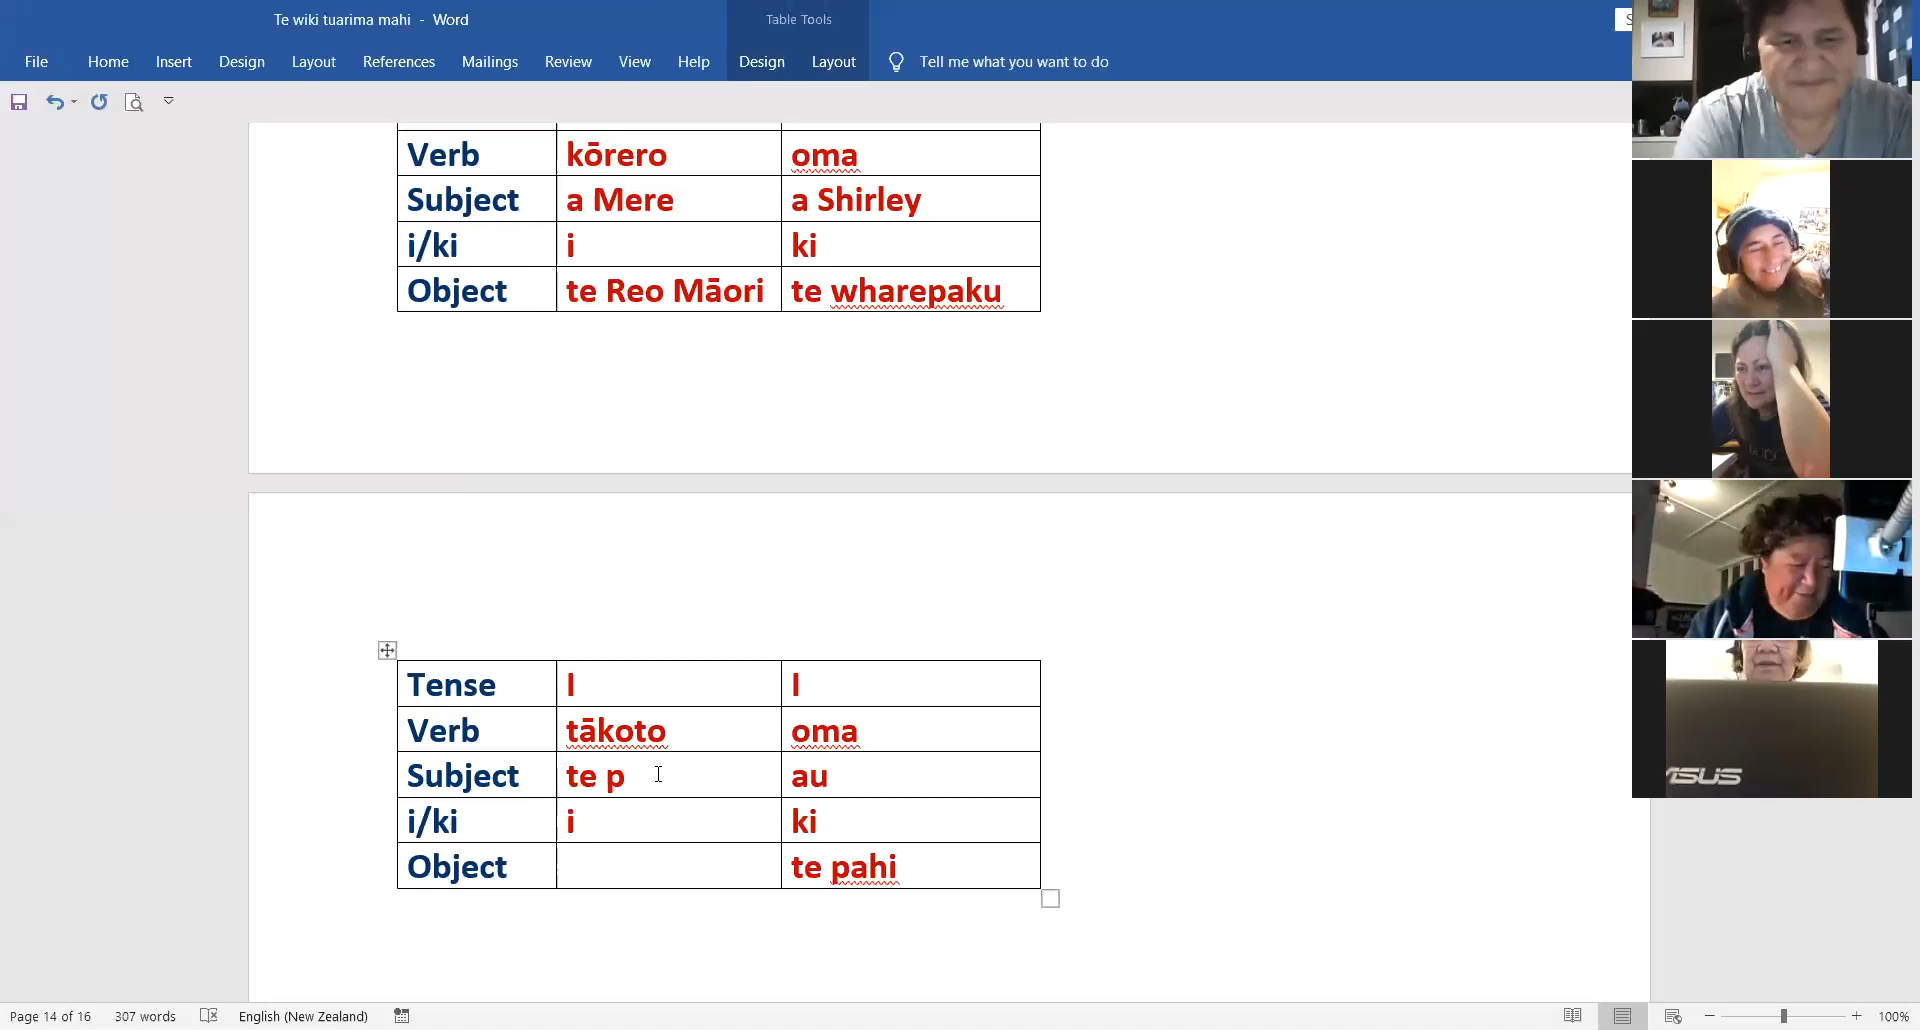 Te wiki tuarima mahi - Word
Table Tools
File Home Insert Design Layout References Mailings Review View Help Design Layout Tell me what you want to do
Verb kōrero oma
Subject a Mere a Shirley
i/ki i ki
Object te Reo Māori te wharepaku
Tense I I
Verb tākoto oma
Subject te p au
i/ki i ki
Object te pahi
ASUS
Page 14 of 16 307 words English (New Zealand) 100%